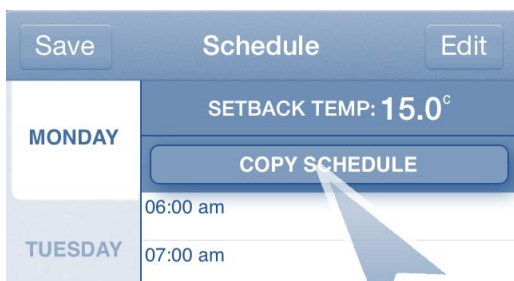 Save Schedule Edit
MONDAY
SETBACK TEMP: 15.0°c
COPY SCHEDULE
06:00 am
TUESDAY
07:00 am